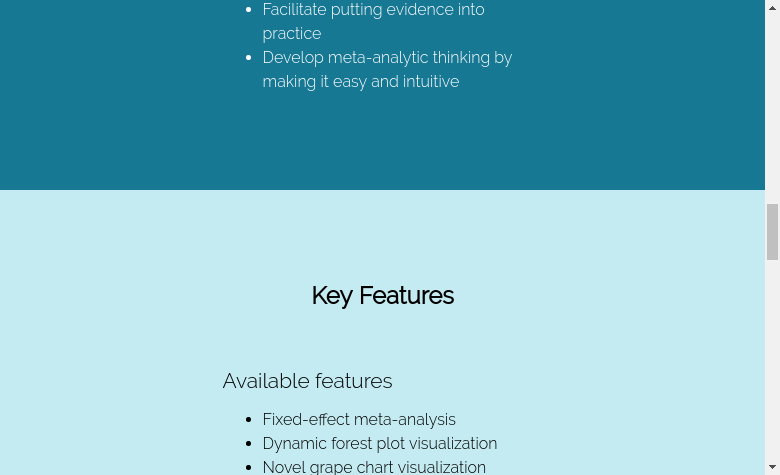 Facilitate putting evidence into
practice
Develop meta-analytic thinking by
making it easy and intuitive
Key Features
Available features
Fixed-effect meta-analysis
Dynamic forest plot visualization
Novel grape chart visualization